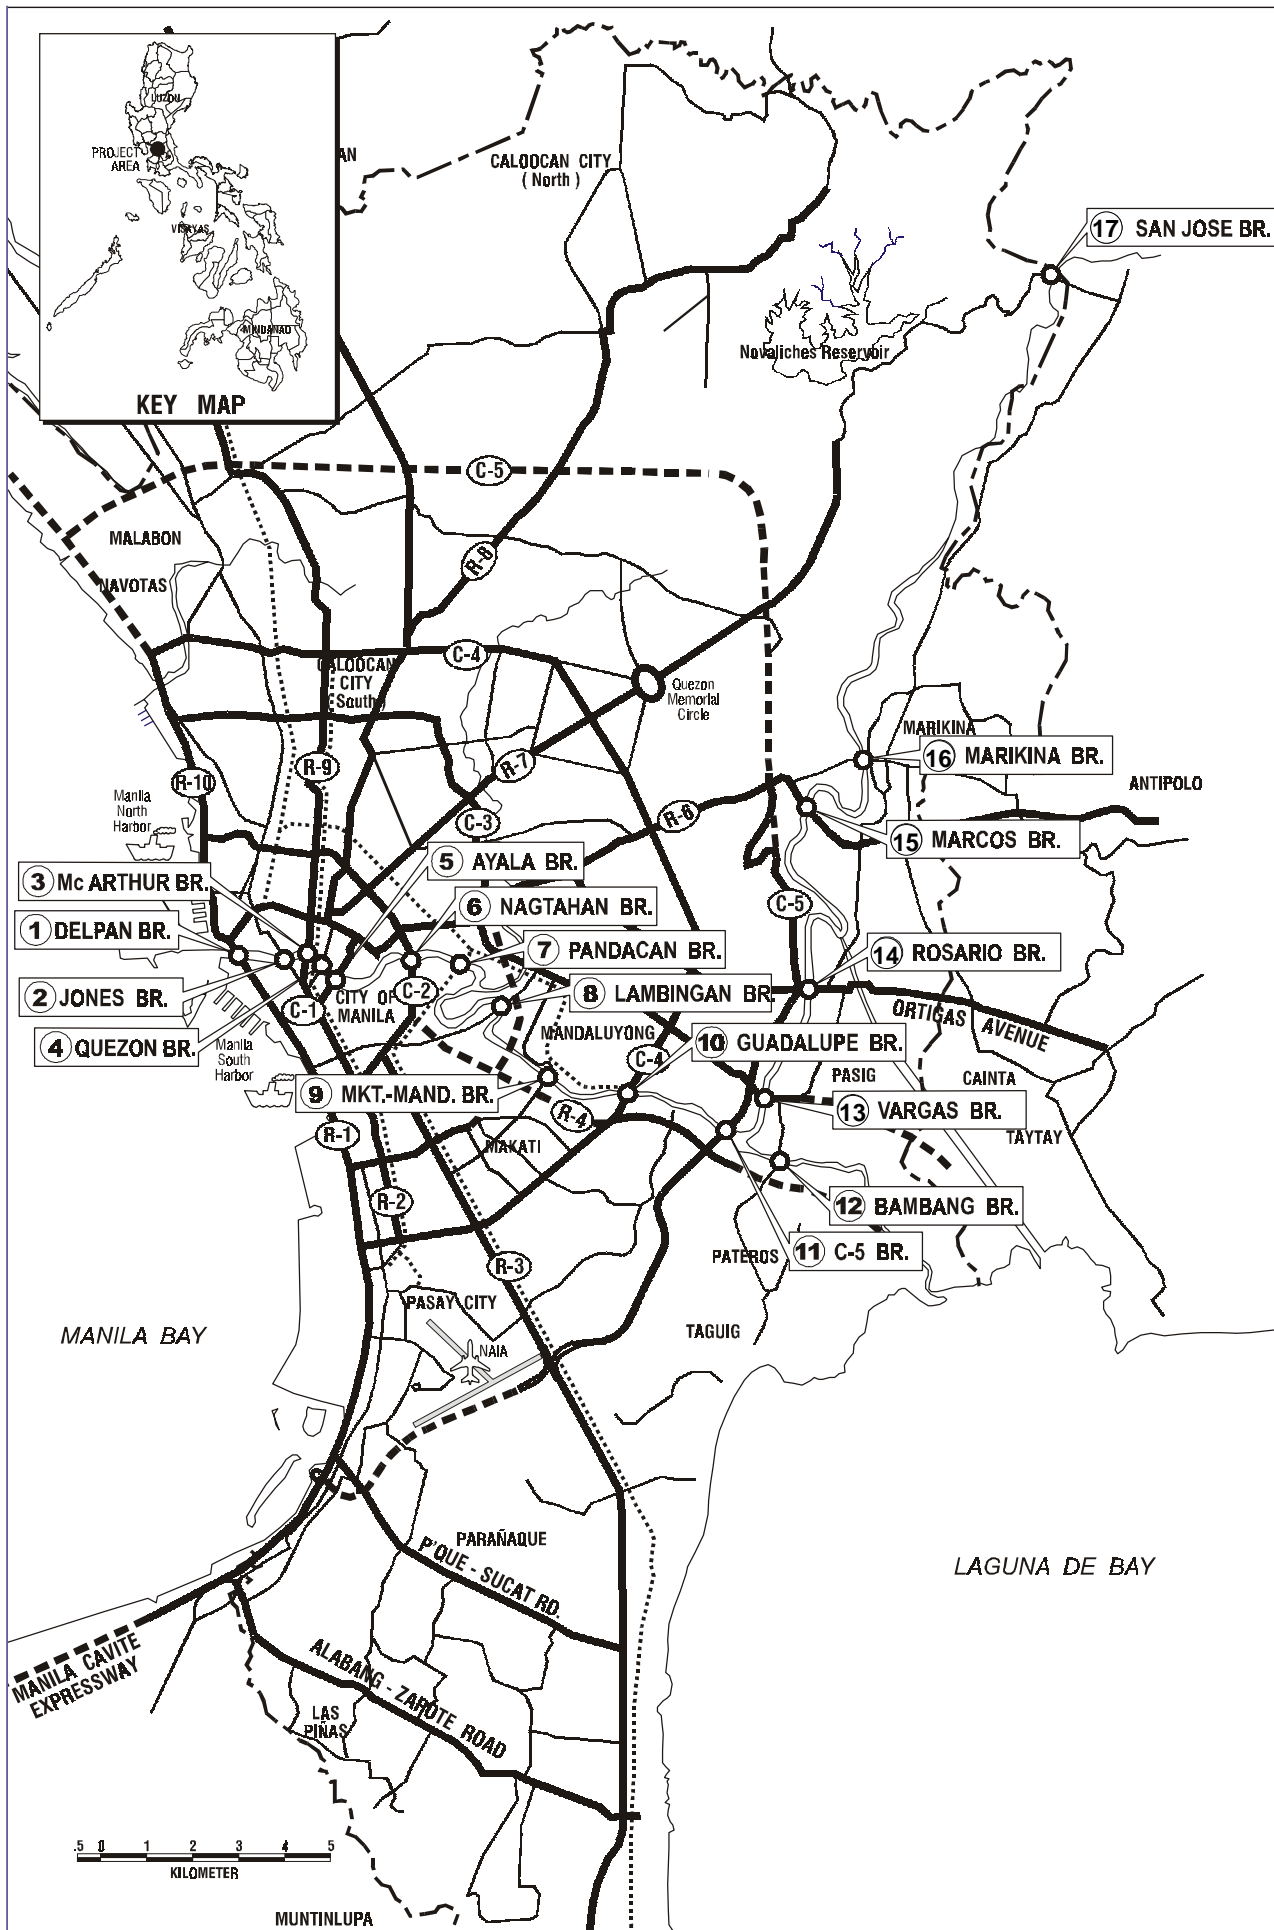 LUZON
PROJECT
AREA
VISAYAS
MINDANAO
KEY MAP
AN
CALOOCAN CITY
( North )
17 SAN JOSE BR.
Novaliches Reservoir
C-5
MALABON
R-8
NAVOTAS
C-4
CALOOCAN
CITY
(South)
Quezon
Memorial
Circle
MARIKINA
16 MARIKINA BR.
R-10
R-9
R-7
ANTIPOLO
Manila
North
Harbor
C-3
R-6
15 MARCOS BR.
5 AYALA BR.
3 Mc ARTHUR BR.
6 NAGTAHAN BR.
C-5
1 DELPAN BR.
7 PANDACAN BR.
14 ROSARIO BR.
2 JONES BR.
C-1
CITY OF
MANILA
C-2
8 LAMBINGAN BR.
ORTIGAS AVENUE
4 QUEZON BR.
Manila
South
Harbor
MANDALUYONG
10 GUADALUPE BR.
C-4
PASIG
CAINTA
9 MKT.-MAND. BR.
R-4
13 VARGAS BR.
R-1
MAKATI
TAYTAY
R-2
12 BAMBANG BR.
PATEROS
11 C-5 BR.
R-3
PASAY CITY
MANILA BAY
TAGUIG
NAIA
PARAÑAQUE
P'QUE - SUCAT RD.
LAGUNA DE BAY
MANILA CAVITE
EXPRESSWAY
ALABANG - ZAPOTE ROAD
LAS
PIÑAS
.5 0 1 2 3 4 5
KILOMETER
MUNTINLUPA